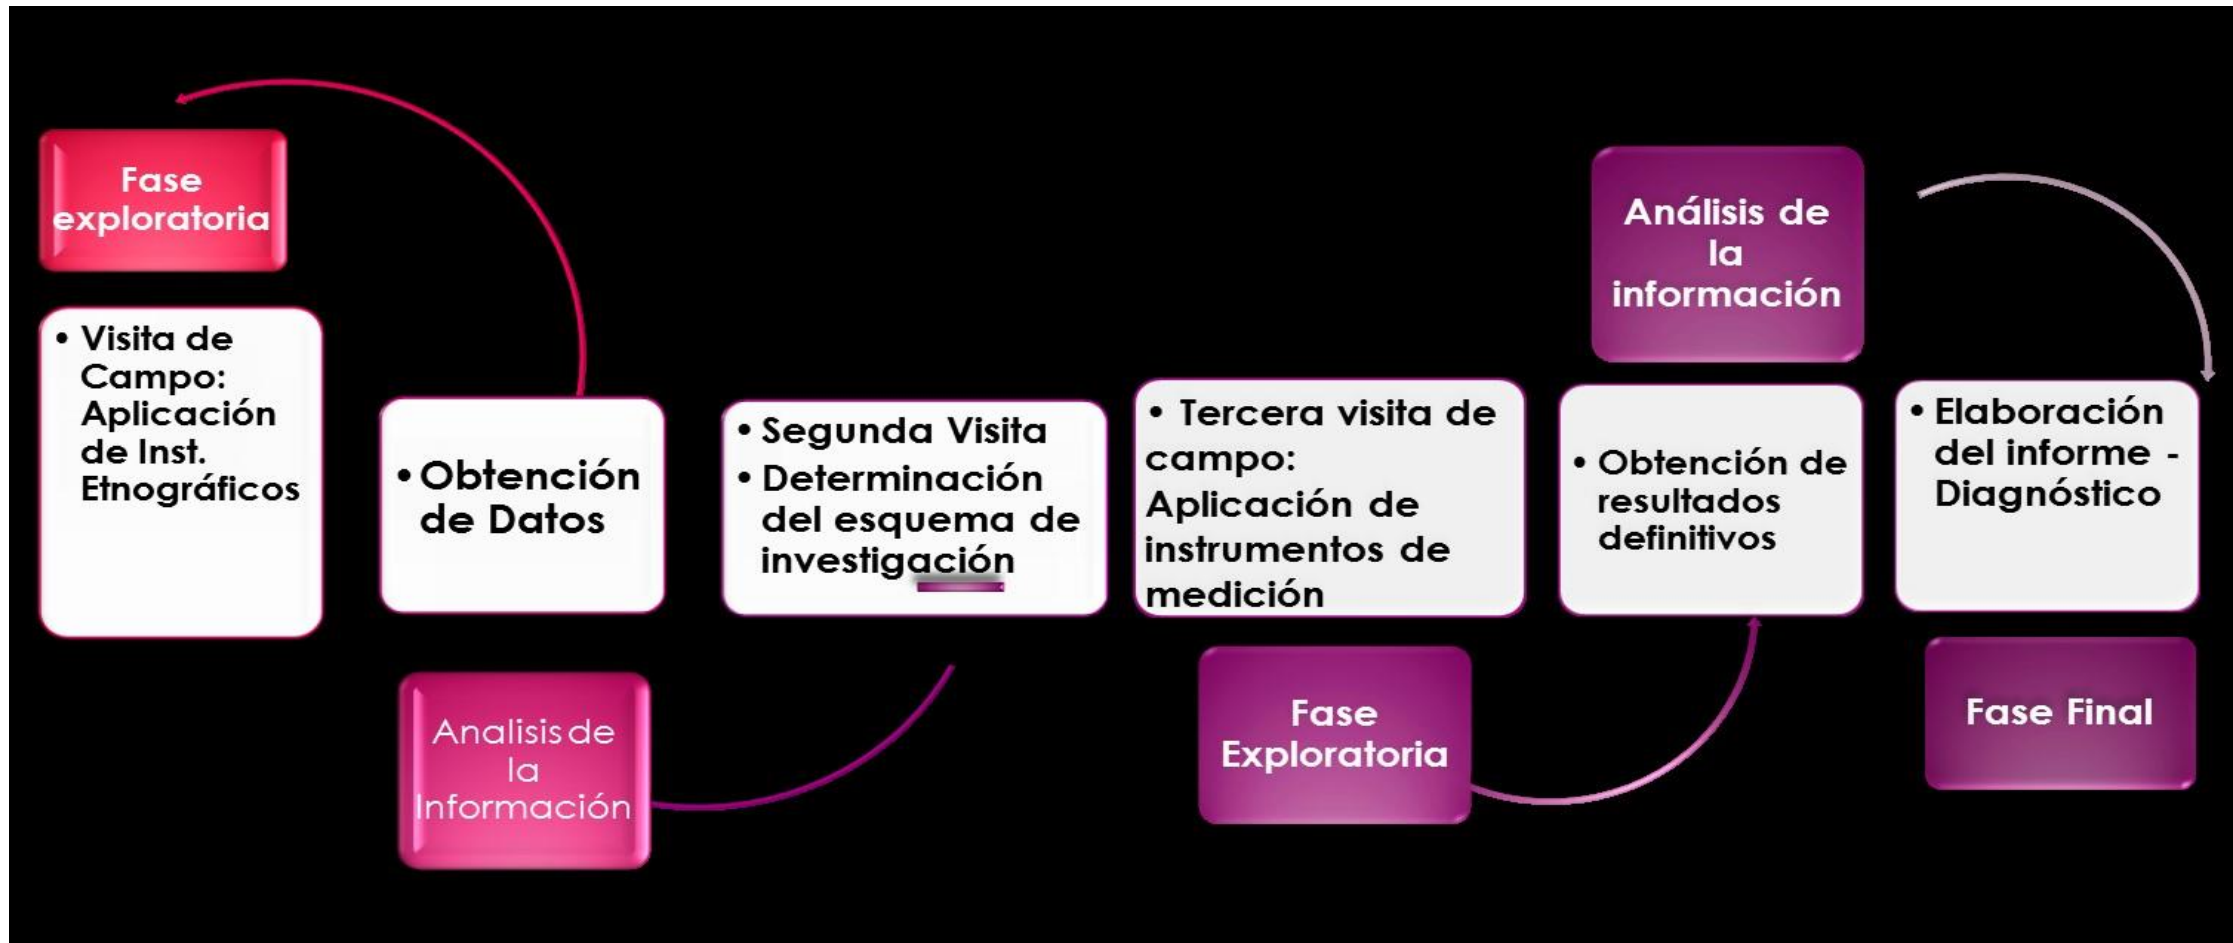 Fase
exploratoria
• Visita de
Campo:
Aplicación
de Inst.
Etnográficos
• Obtención
de Datos
Analisis de
la
Información
• Segunda Visita
• Determinación
del esquema de
investigación
• Tercera visita de
campo:
Aplicación de
instrumentos de
medición
Fase
Exploratoria
Análisis de
la
información
• Obtención de
resultados
definitivos
• Elaboración
del informe -
Diagnóstico
Fase Final